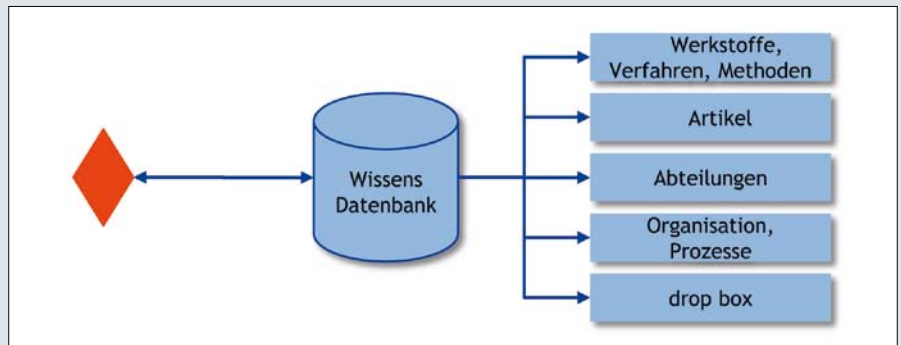 Wissens
Datenbank
Werkstoffe,
Verfahren, Methoden
Artikel
Abteilungen
Organisation,
Prozesse
drop box